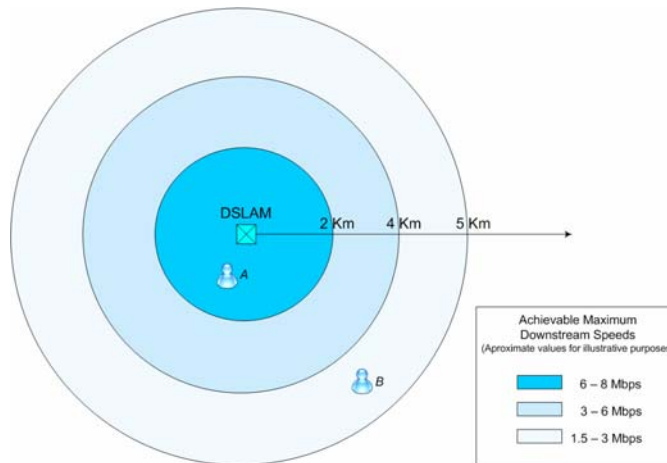 DSLAM
2 Km 4 Km 5 Km
A
B
Achievable Maximum
Downstream Speeds
(Aproximate values for illustrative purposes
6 – 8 Mbps
3 – 6 Mbps
1.5 – 3 Mbps